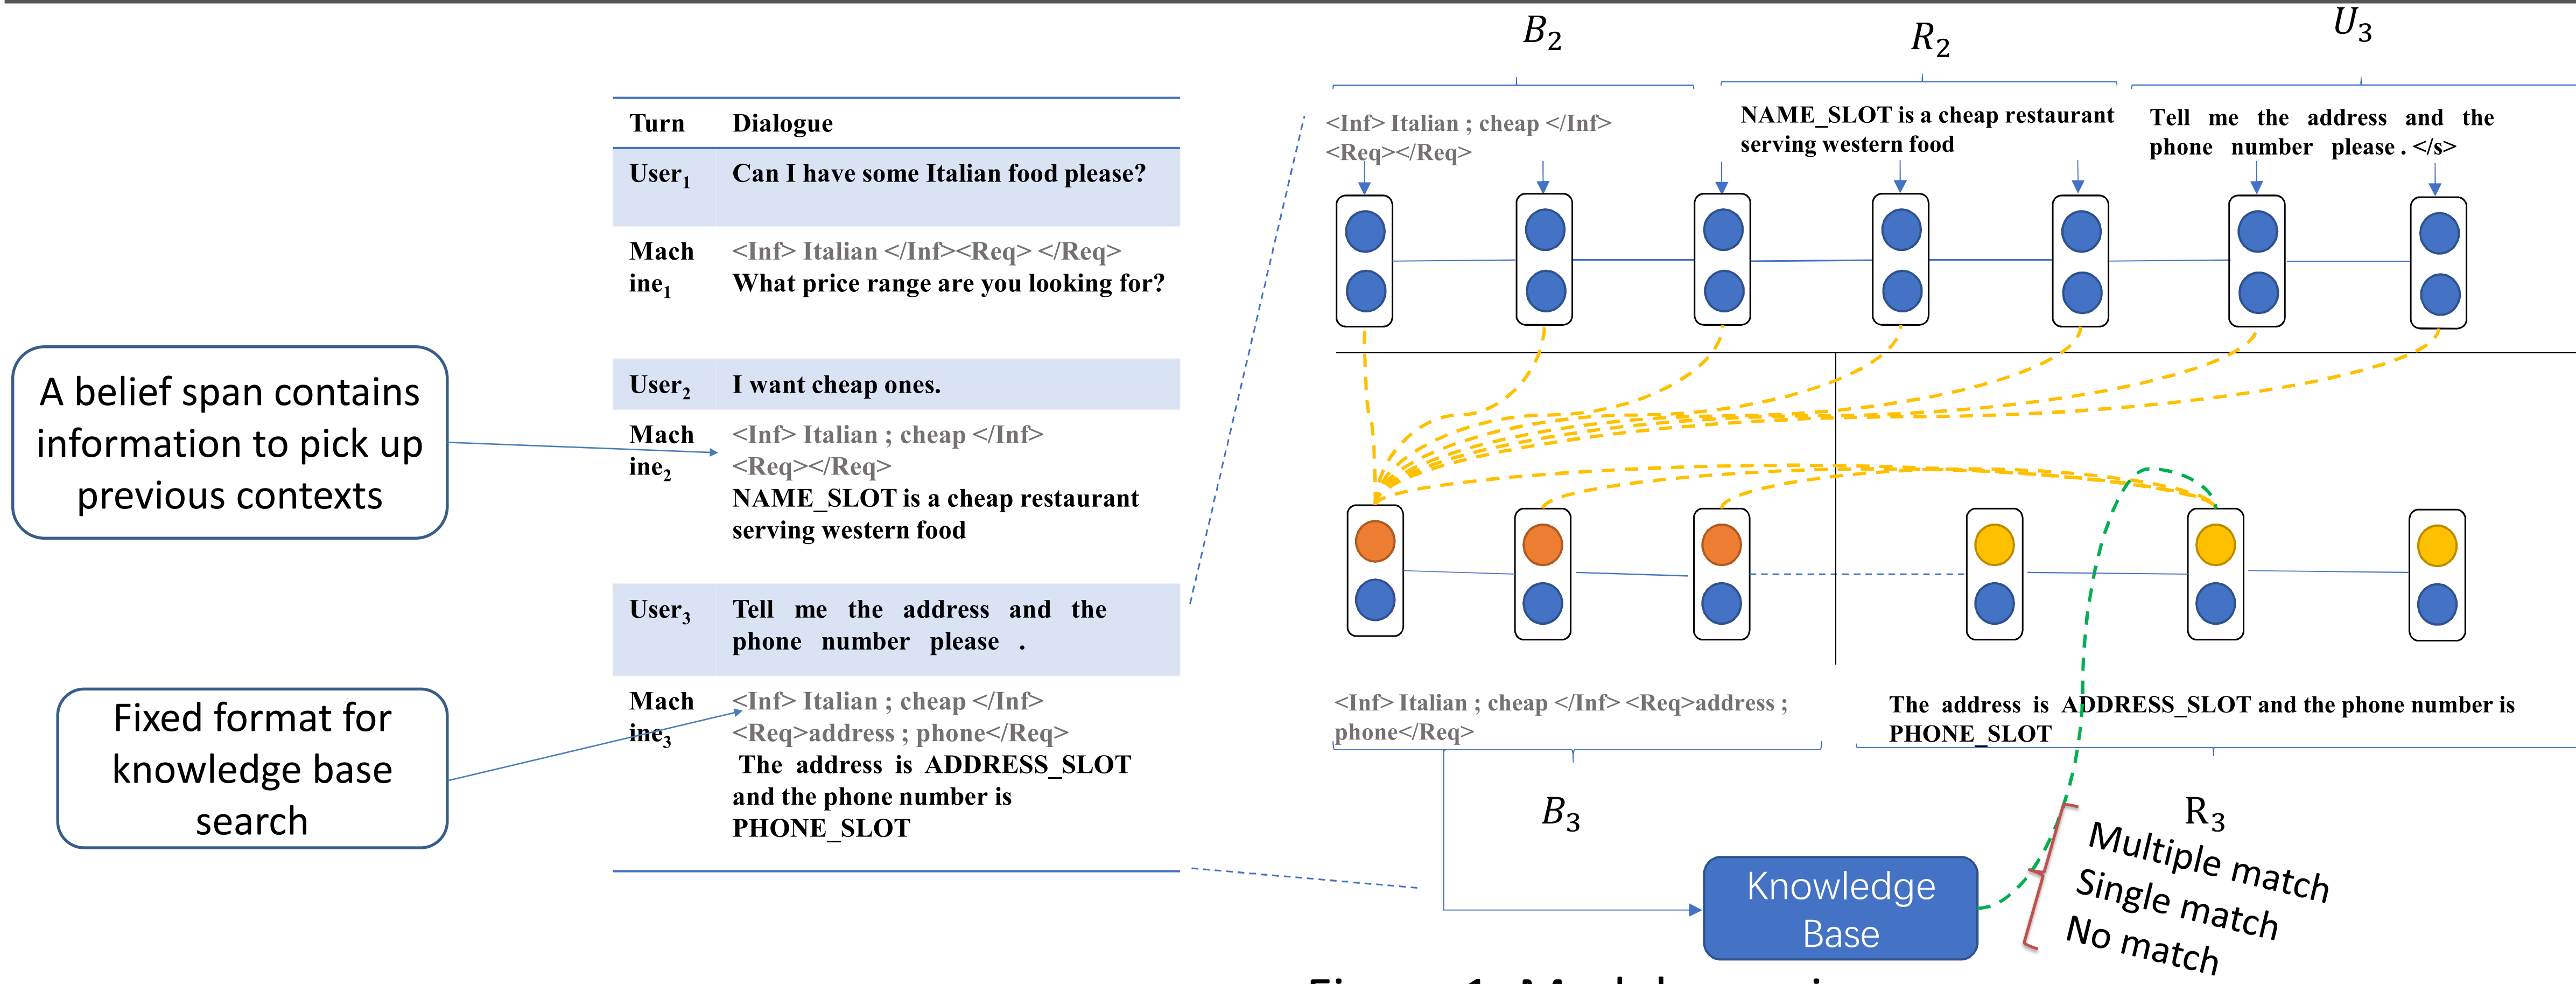 A belief span contains
information to pick up
previous contexts
Fixed format for
knowledge base
search
Turn Dialogue
User1 Can I have some Italian food please?
Mach <Inf> Italian </Inf><Req> </Req>
ine1 What price range are you looking for?
User2 I want cheap ones.
Mach <Inf> Italian ; cheap </Inf>
ine2 <Req></Req>
NAME_SLOT is a cheap restaurant
serving western food
User3 Tell me the address and the
phone number please .
Mach <Inf> Italian ; cheap </Inf>
ine3 <Req>address ; phone</Req>
The address is ADDRESS_SLOT
and the phone number is
PHONE_SLOT
B2
R2
U3
<Inf> Italian ; cheap </Inf>
<Req></Req>
NAME_SLOT is a cheap restaurant
serving western food
Tell me the address and the
phone number please . </s>
<Inf> Italian ; cheap </Inf> <Req>address ;
phone</Req>
The address is ADDRESS_SLOT and the phone number is
PHONE_SLOT
B3
R3
Knowledge
Base
Multiple match
Single match
No match